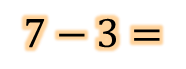 7 − 3 =